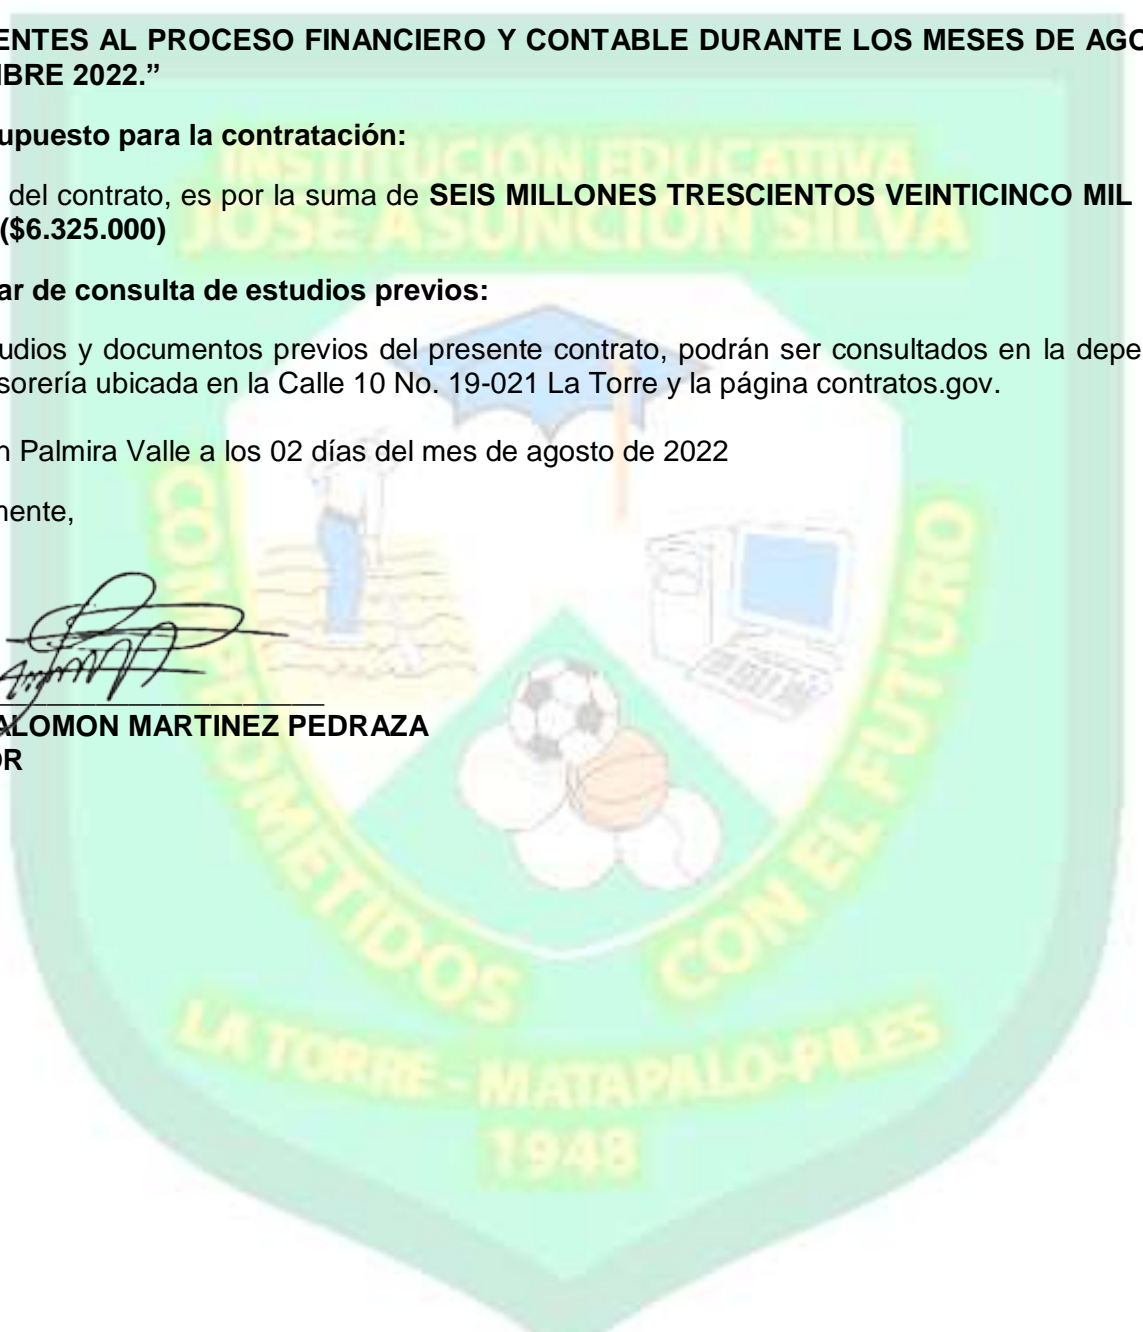 ENTES AL PROCESO FINANCIERO Y CONTABLE DURANTE LOS MESES DE AGO
MBRE 2022.”
upuesto para la contratación:
del contrato, es por la suma de SEIS MILLONES TRESCIENTOS VEINTICINCO MIL
($6.325.000)
ar de consulta de estudios previos:
udios y documentos previos del presente contrato, podrán ser consultados en la depe
sorería ubicada en la Calle 10 No. 19-021 La Torre y la página contratos.gov.
n Palmira Valle a los 02 días del mes de agosto de 2022
mente,
ALOMON MARTINEZ PEDRAZA
OR
INSTITUCIÓN EDUCATIVA
JOSE ASUNCION SILVA
COMPROMETIDOS CON EL FUTURO
LA TORRE - MATAPALO-PILES
1948